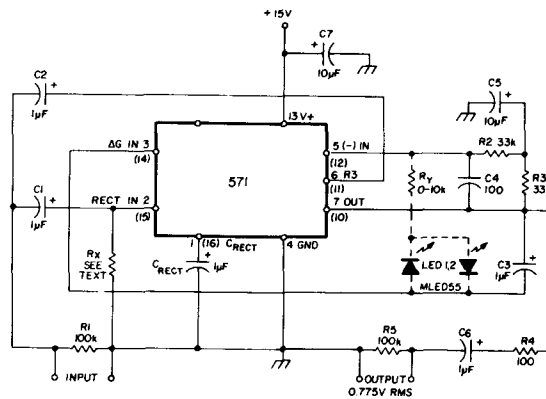 +15V
C7
+
10µF
C2
+
1µF
13 V+
C5
+
10µF
ΔG IN 3
(14)
5 (-) IN
(12)
R2 33k
6 R3
(11)
571
C1
+
1µF
RECT IN 2
(15)
7 OUT
(10)
RY
0-10k
C4
100
R3
33
1 (16) CRECT
4 GND
RX
SEE
TEXT
CRECT
+
1µF
LED 1,2
MLED55
C3
1µF
+
R1
100k
R5
100k
C6
+
1µF
R4
100
INPUT
OUTPUT
0.775V RMS